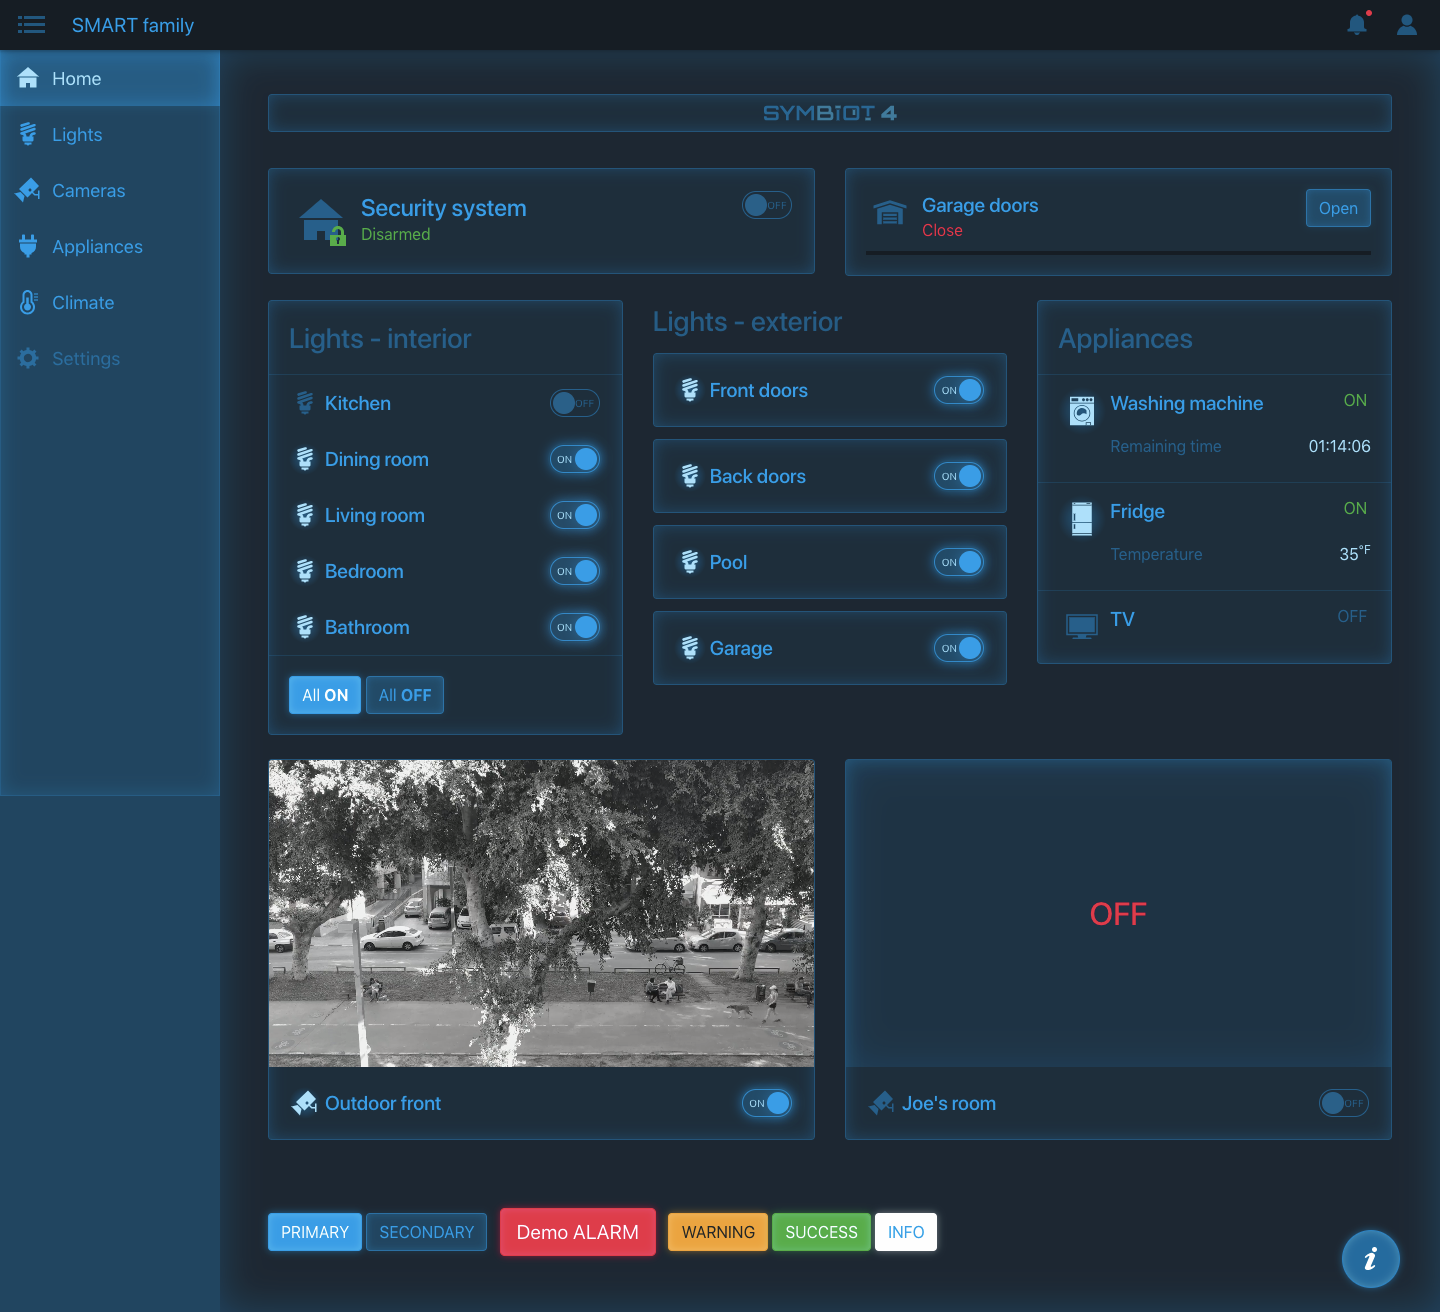 SMART family
Home
Lights
Cameras
Appliances
Climate
Settings
SYMBIOT 4
Security system
Disarmed
OFF
Garage doors
Close
Open
Lights - interior
Kitchen
OFF
Dining room
ON
Living room
ON
Bedroom
ON
Bathroom
ON
All ON
All OFF
Lights - exterior
Front doors
ON
Back doors
ON
Pool
ON
Garage
ON
Appliances
Washing machine
ON
Remaining time
01:14:06
Fridge
ON
Temperature
35°F
TV
OFF
Outdoor front
ON
OFF
Joe's room
OFF
PRIMARY
SECONDARY
Demo ALARM
WARNING
SUCCESS
INFO
i